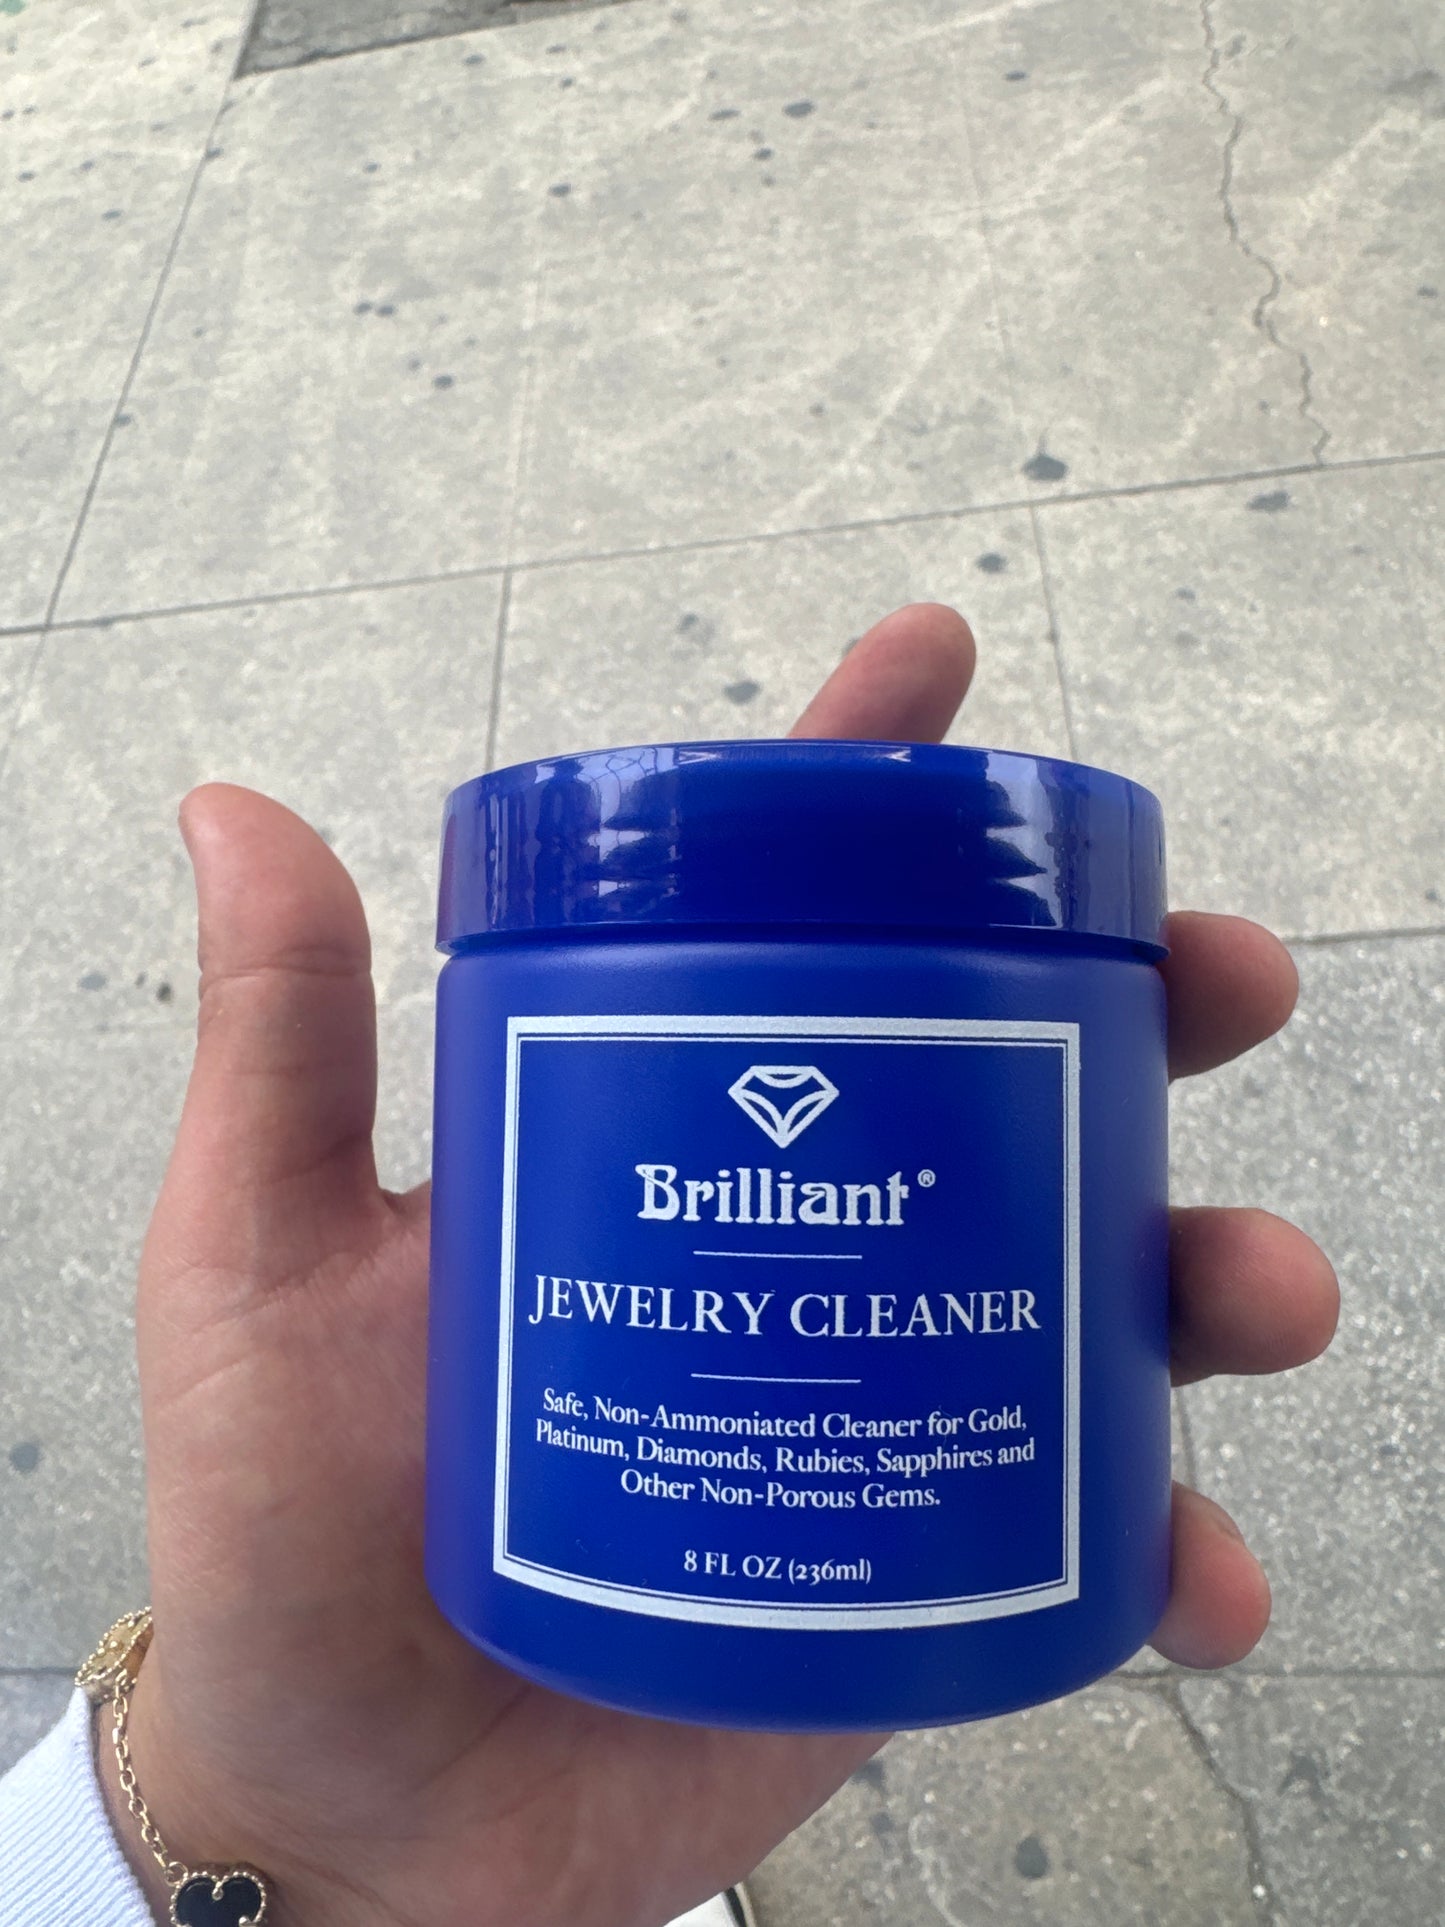 Brilliant®
JEWELRY CLEANER
Safe, Non-Ammoniated Cleaner for Gold,
Platinum, Diamonds, Rubies, Sapphires and
Other Non-Porous Gems.
8 FL OZ (236ml)